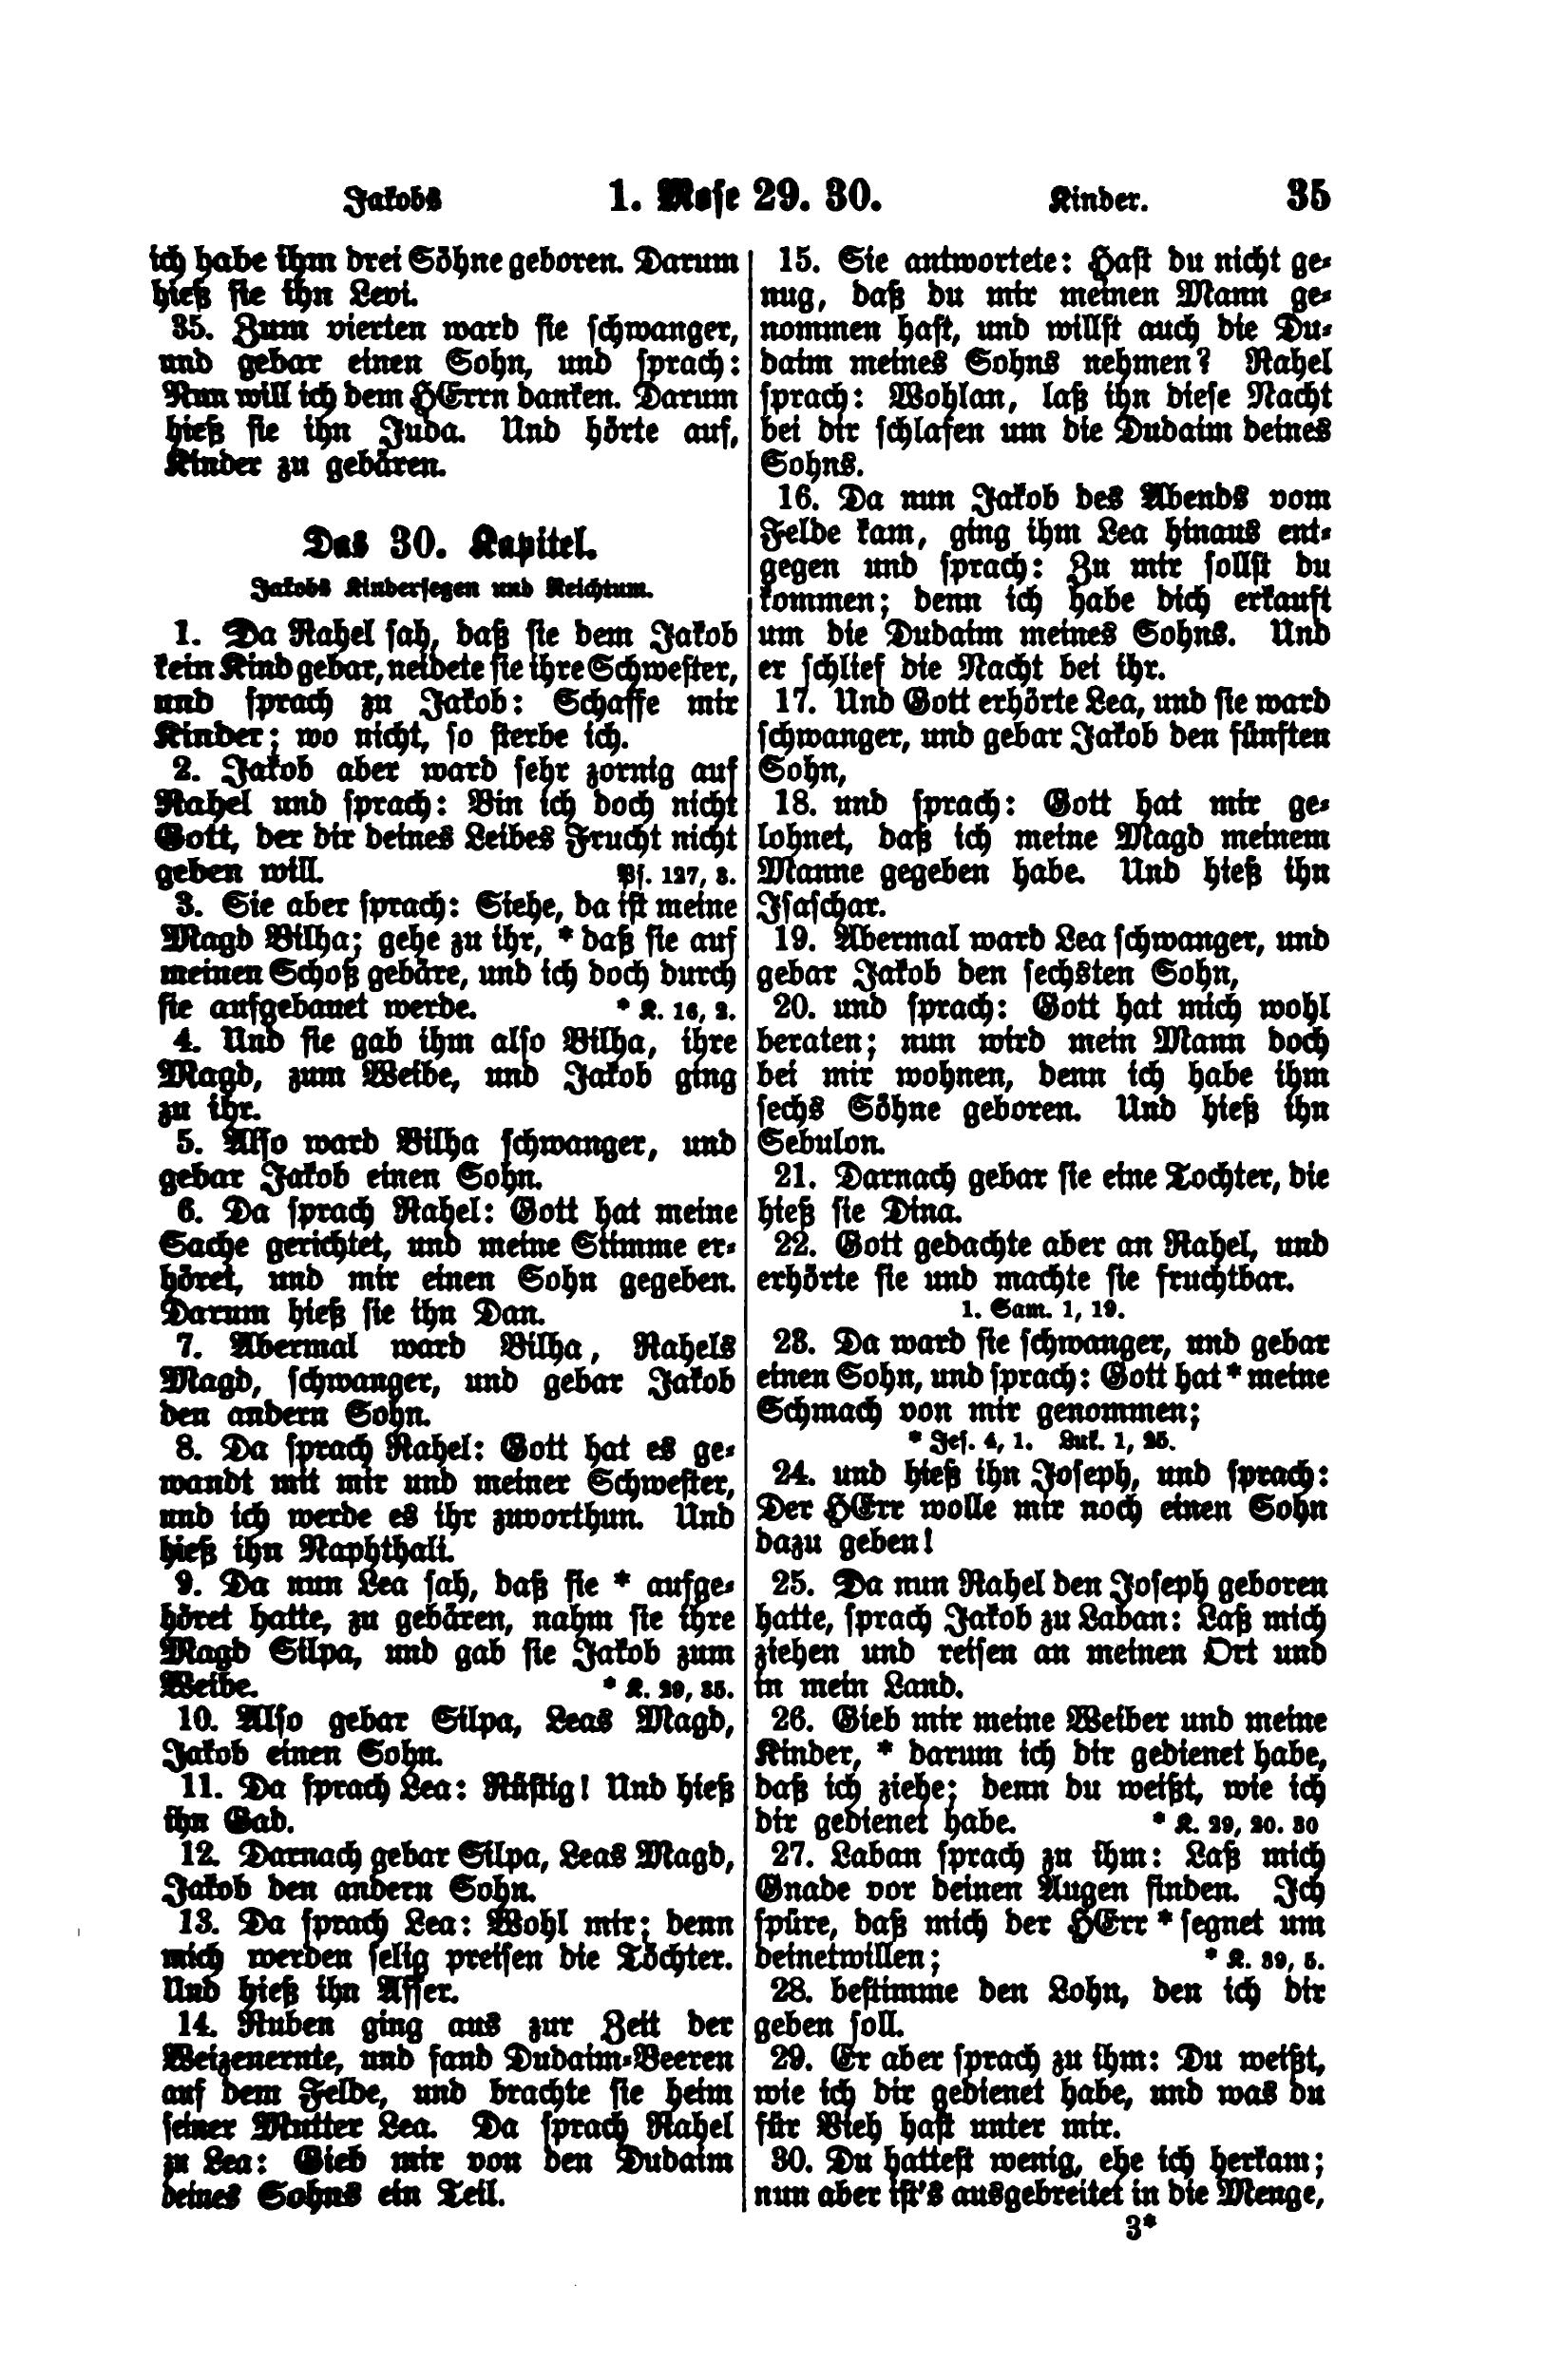 Jakobs 1. Mose 29. 30. Kinder. 35
ich habe ihm drei Söhne geboren. Darum
hieß sie ihn Levi.
35. Zum vierten ward sie schwanger,
und gebar einen Sohn, und sprach:
Nun will ich dem HErrn danken. Darum
hieß sie ihn Juda. Und hörte auf,
Kinder zu gebären.
Das 30. Kapitel.
Jakobs Kindersegen und Reichtum.
1. Da Rahel sah, daß sie dem Jakob
kein Kind gebar, neidete sie ihre Schwester,
und sprach zu Jakob: Schaffe mir
Kinder; wo nicht, so sterbe ich.
2. Jakob aber ward sehr zornig auf
Rahel und sprach: Bin ich doch nicht
Gott, der dir deines Leibes Frucht nicht
geben will. Ps. 127, 3.
3. Sie aber sprach: Siehe, da ist meine
Magd Bilha; gehe zu ihr, * daß sie auf
meinen Schoß gebäre, und ich doch durch
sie aufgebauet werde. * K. 16, 2.
4. Und sie gab ihm also Bilha, ihre
Magd, zum Weibe, und Jakob ging
zu ihr.
5. Also ward Bilha schwanger, und
gebar Jakob einen Sohn.
6. Da sprach Rahel: Gott hat meine
Sache gerichtet, und meine Stimme er-
höret, und mir einen Sohn gegeben.
Darum hieß sie ihn Dan.
7. Abermal ward Bilha, Rahels
Magd, schwanger, und gebar Jakob
den andern Sohn.
8. Da sprach Rahel: Gott hat es ge-
wandt mit mir und meiner Schwester,
und ich werde es ihr zuvorthun. Und
hieß ihn Naphthali.
9. Da nun Lea sah, daß sie * aufge-
höret hatte, zu gebären, nahm sie ihre
Magd Silpa, und gab sie Jakob zum
Weibe. * K. 29, 35.
10. Also gebar Silpa, Leas Magd,
Jakob einen Sohn.
11. Da sprach Lea: Rüstig! Und hieß
ihn Gad.
12. Darnach gebar Silpa, Leas Magd,
Jakob den andern Sohn.
13. Da sprach Lea: Wohl mir; denn
mich werden selig preisen die Töchter.
Und hieß ihn Asser.
14. Ruben ging aus zur Zeit der
Weizenernte, und fand Dudaim-Beeren
auf dem Felde, und brachte sie heim
seiner Mutter Lea. Da sprach Rahel
zu Lea: Gieb mir von den Dudaim
deines Sohns ein Teil.
15. Sie antwortete: Hast du nicht ge-
nug, daß du mir meinen Mann ge-
nommen hast, und willst auch die Du-
daim meines Sohns nehmen? Rahel
sprach: Wohlan, laß ihn diese Nacht
bei dir schlafen um die Dudaim deines
Sohns.
16. Da nun Jakob des Abends vom
Felde kam, ging ihm Lea hinaus ent-
gegen und sprach: Zu mir sollst du
kommen; denn ich habe dich erkauft
um die Dudaim meines Sohns. Und
er schlief die Nacht bei ihr.
17. Und Gott erhörte Lea, und sie ward
schwanger, und gebar Jakob den fünften
Sohn,
18. und sprach: Gott hat mir ge-
lohnet, daß ich meine Magd meinem
Manne gegeben habe. Und hieß ihn
Isaschar.
19. Abermal ward Lea schwanger, und
gebar Jakob den sechsten Sohn,
20. und sprach: Gott hat mich wohl
beraten; nun wird mein Mann doch
bei mir wohnen, denn ich habe ihm
sechs Söhne geboren. Und hieß ihn
Sebulon.
21. Darnach gebar sie eine Tochter, die
hieß sie Dina.
22. Gott gedachte aber an Rahel, und
erhörte sie und machte sie fruchtbar.
1. Sam. 1, 19.
23. Da ward sie schwanger, und gebar
einen Sohn, und sprach: Gott hat * meine
Schmach von mir genommen;
* Jes. 4, 1. Luk. 1, 25.
24. und hieß ihn Joseph, und sprach:
Der HErr wolle mir noch einen Sohn
dazu geben!
25. Da nun Rahel den Joseph geboren
hatte, sprach Jakob zu Laban: Laß mich
ziehen und reisen an meinen Ort und
in mein Land.
26. Gieb mir meine Weiber und meine
Kinder, * darum ich dir gedienet habe,
daß ich ziehe; denn du weißt, wie ich
dir gedienet habe. * K. 29, 20. 30
27. Laban sprach zu ihm: Laß mich
Gnade vor deinen Augen finden. Ich
spüre, daß mich der HErr * segnet um
deinetwillen; * K. 39, 5.
28. bestimme den Lohn, den ich dir
geben soll.
29. Er aber sprach zu ihm: Du weißt,
wie ich dir gedienet habe, und was du
für Vieh hast unter mir.
30. Du hattest wenig, ehe ich herkam;
nun aber ist's ausgebreitet in die Menge,
3*